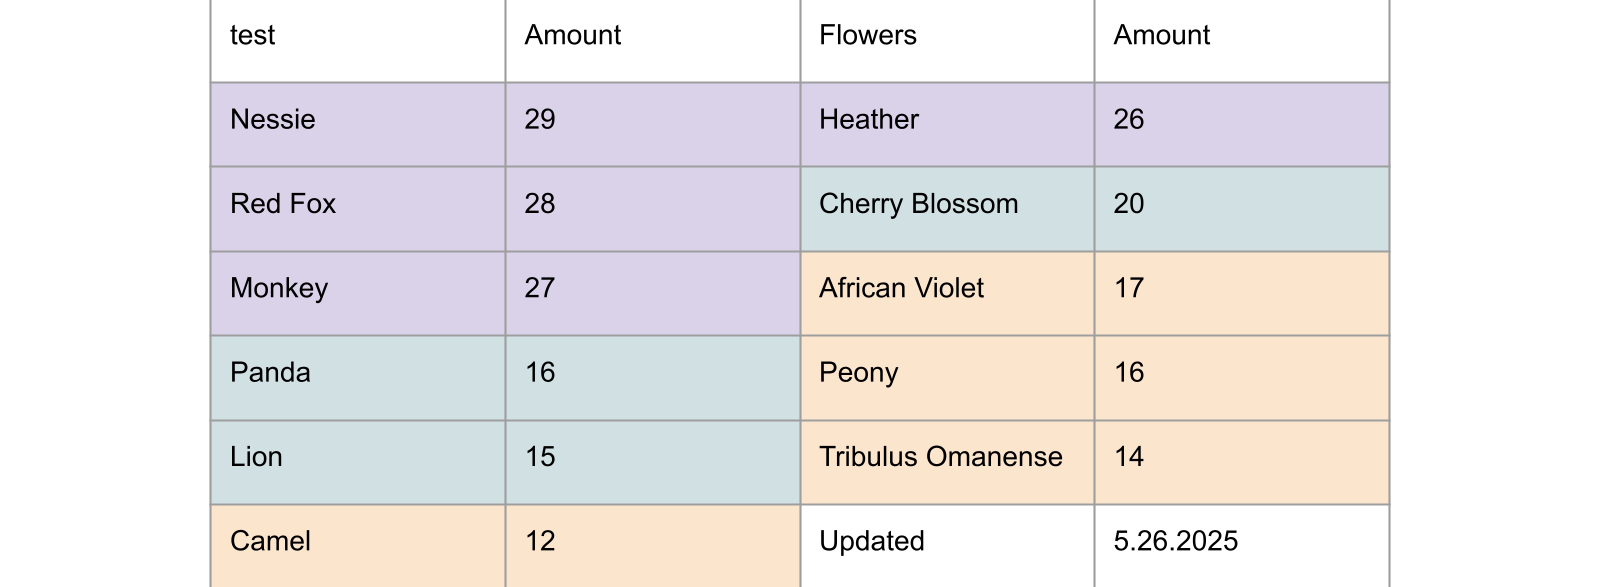 test Amount Flowers Amount
Nessie 29 Heather 26
Red Fox 28 Cherry Blossom 20
Monkey 27 African Violet 17
Panda 16 Peony 16
Lion 15 Tribulus Omanense 14
Camel 12 Updated 5.26.2025